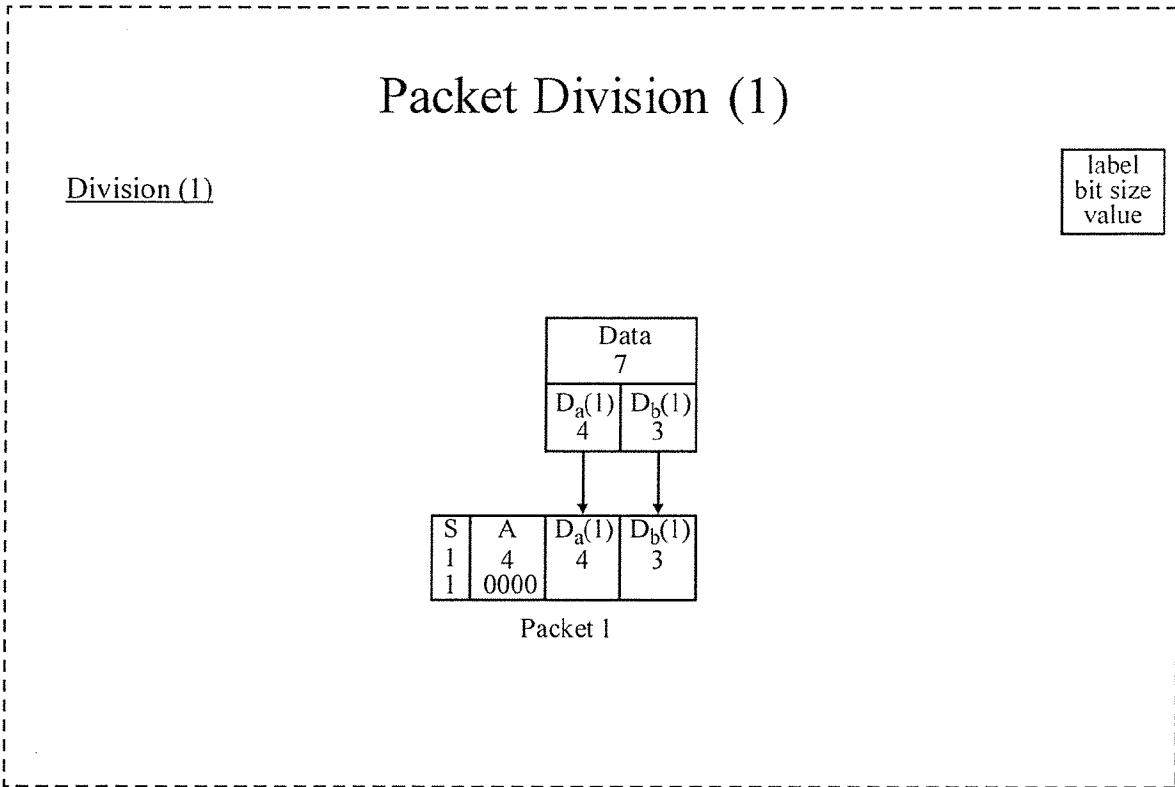 Packet Division (1)
Division (1)
label
bit size
value
Data
7
Da(1) Db(1)
4 3
S A Da(1) Db(1)
1 4 4 3
1 0000
Packet 1